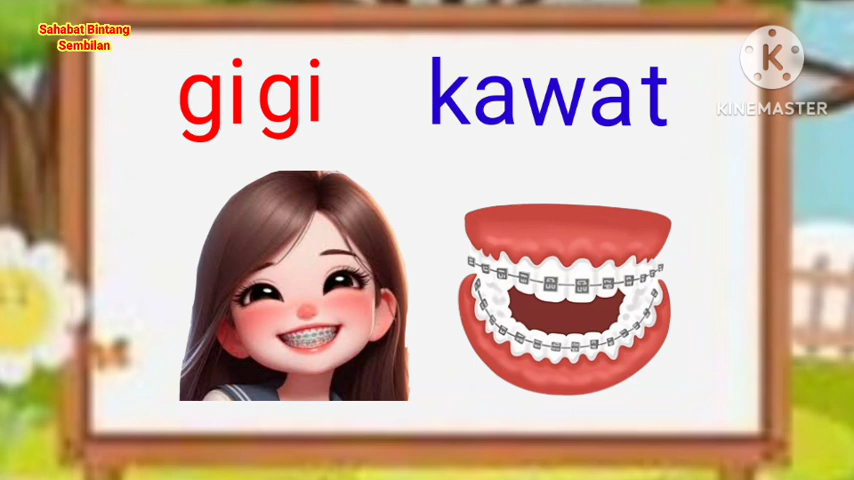 Sahabat Bintang
Sembilan
gigi kawat
K
KINEMASTER